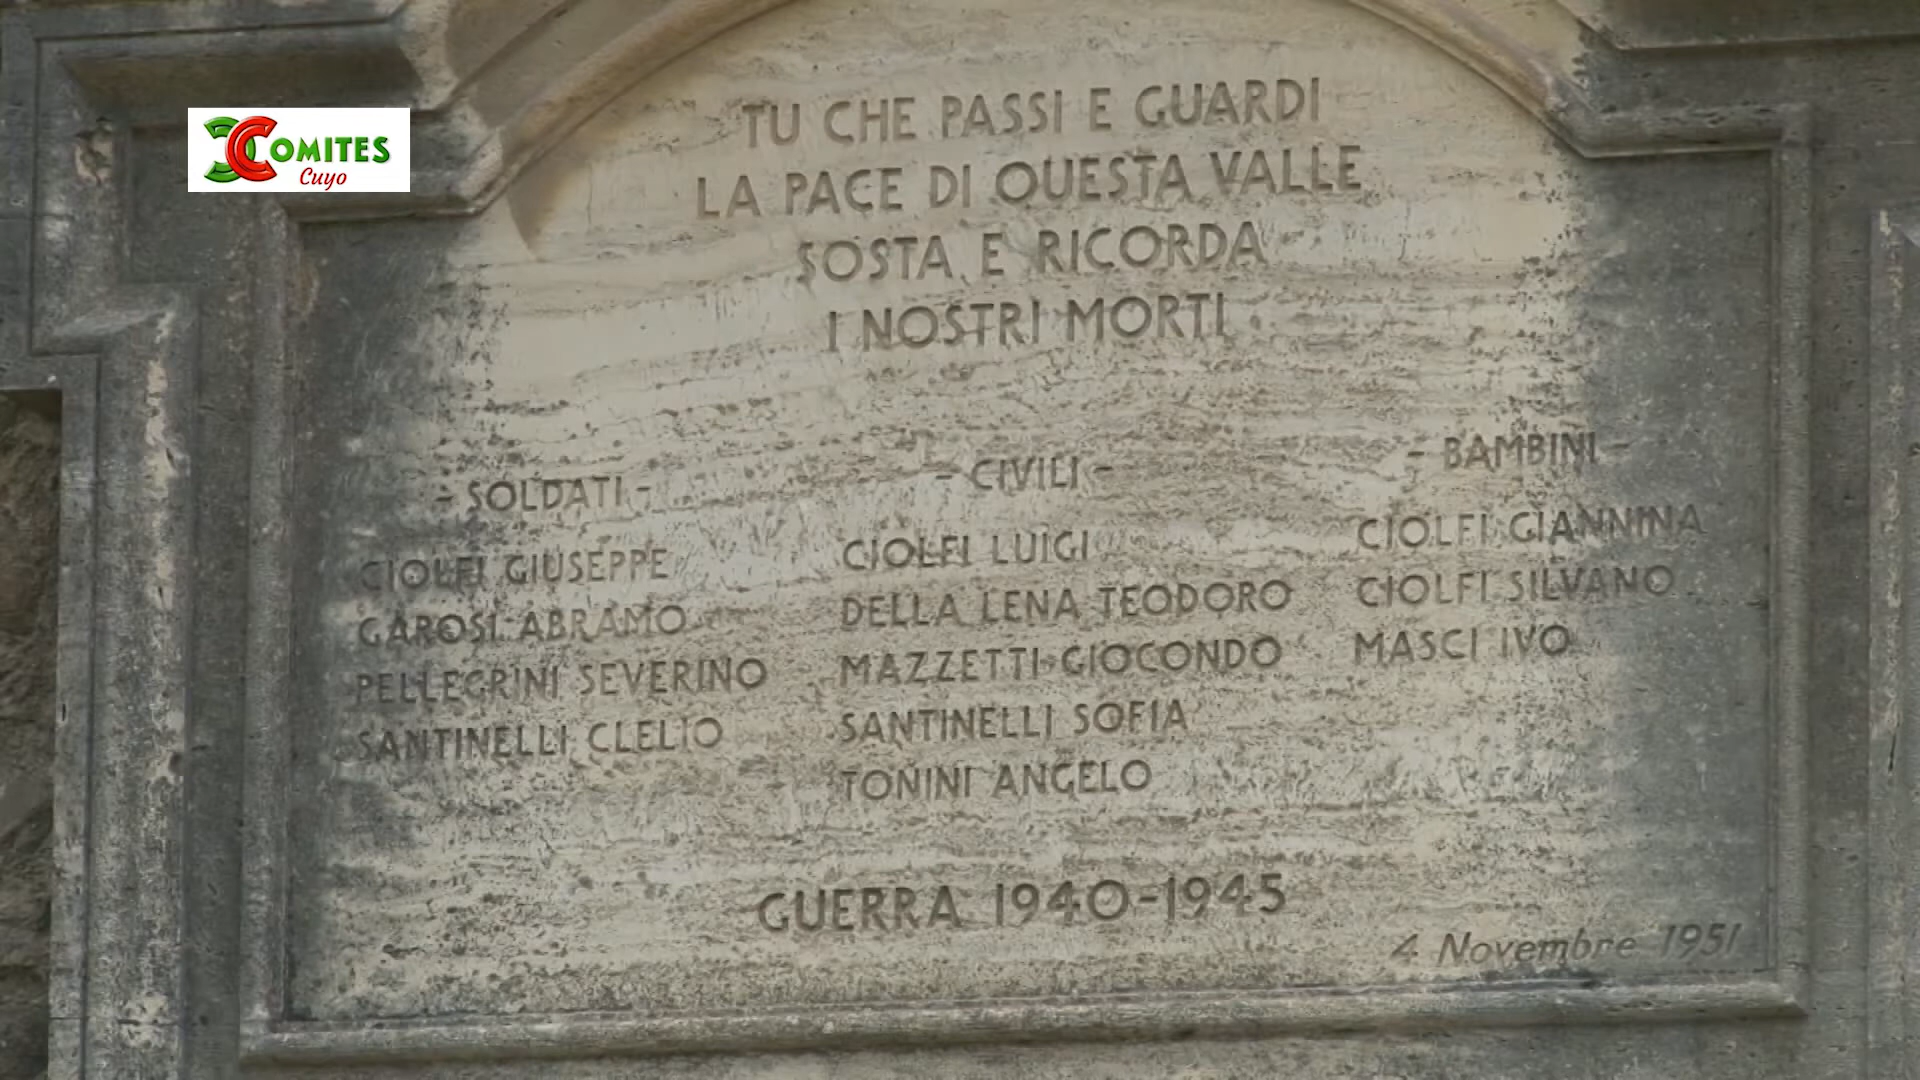 COMITES
Cuyo
TU CHE PASSI E GUARDI
LA PACE DI QUESTA VALLE
SOSTA E RICORDA
I NOSTRI MORTI
- SOLDATI -
CIOLFI GIUSEPPE
GAROSI ABRAMO
PELLEGRINI SEVERINO
SANTINELLI CLELIO
- CIVILI -
CIOLFI LUIGI
DELLA LENA TEODORO
MAZZETTI GIOCONDO
SANTINELLI SOFIA
TONINI ANGELO
- BAMBINI -
CIOLFI GIANNINA
CIOLFI SILVANO
MASCI IVO
GUERRA 1940-1945
4 Novembre 1951